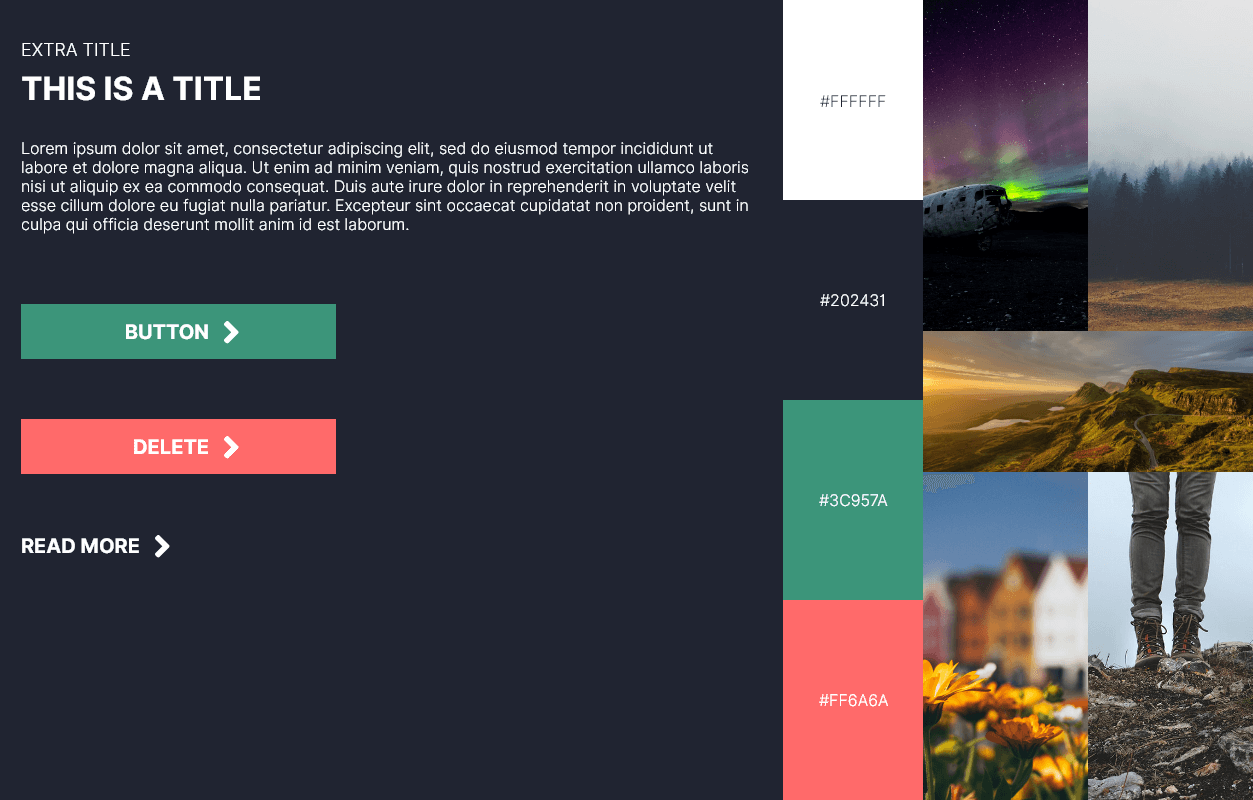 EXTRA TITLE
THIS IS A TITLE
Lorem ipsum dolor sit amet, consectetur adipiscing elit, sed do eiusmod tempor incididunt ut
labore et dolore magna aliqua. Ut enim ad minim veniam, quis nostrud exercitation ullamco laboris
nisi ut aliquip ex ea commodo consequat. Duis aute irure dolor in reprehenderit in voluptate velit
esse cillum dolore eu fugiat nulla pariatur. Excepteur sint occaecat cupidatat non proident, sunt in
culpa qui officia deserunt mollit anim id est laborum.
BUTTON
DELETE
READ MORE
#FFFFFF
#202431
#3C957A
#FF6A6A